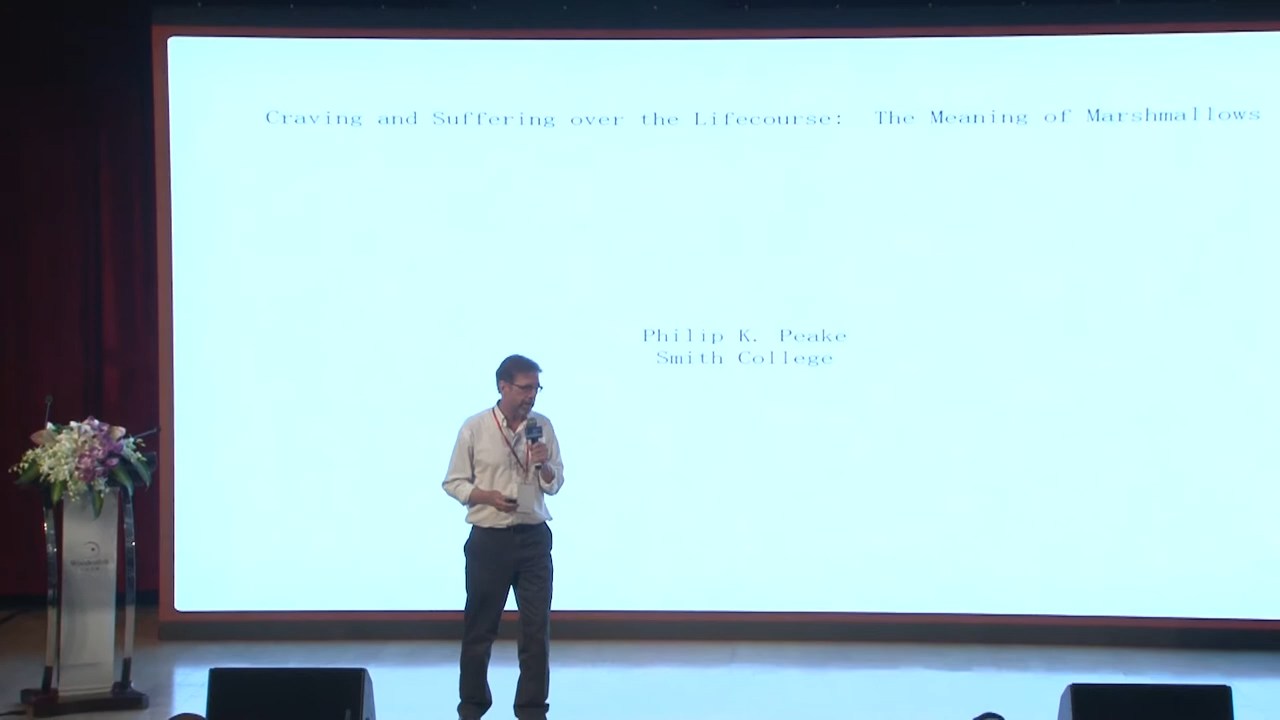 Craving and Suffering over the Lifecourse: The Meaning of Marshmallows
Philip K. Peake
Smith College